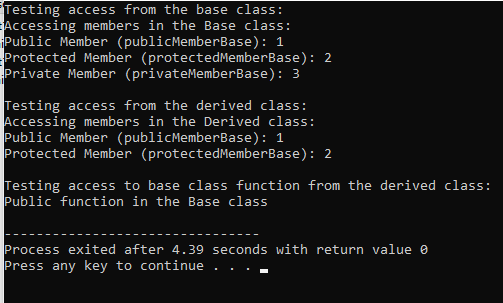 Testing access from the base class:
Accessing members in the Base class:
Public Member (publicMemberBase): 1
Protected Member (protectedMemberBase): 2
Private Member (privateMemberBase): 3
Testing access from the derived class:
Accessing members in the Derived class:
Public Member (publicMemberBase): 1
Protected Member (protectedMemberBase): 2
Testing access to base class function from the derived class:
Public function in the Base class
--------------------------------
Process exited after 4.39 seconds with return value 0
Press any key to continue . . .